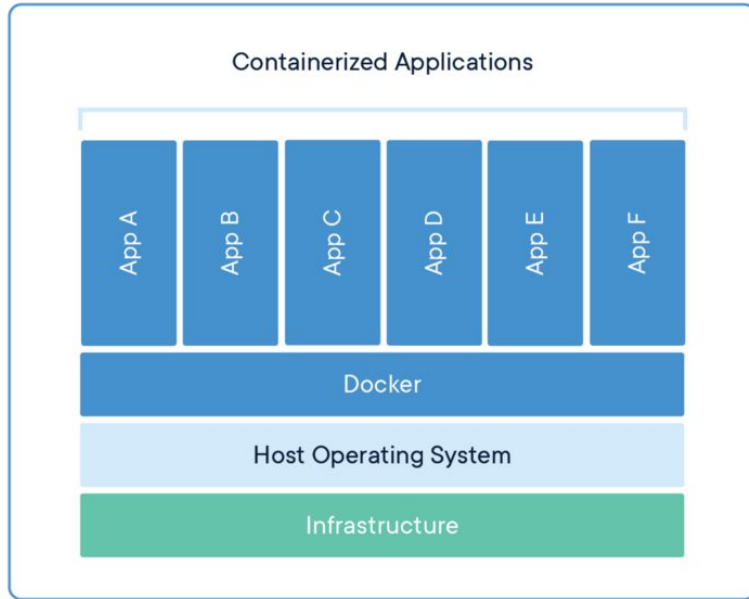 Containerized Applications
App A
App B
App C
App D
App E
App F
Docker
Host Operating System
Infrastructure